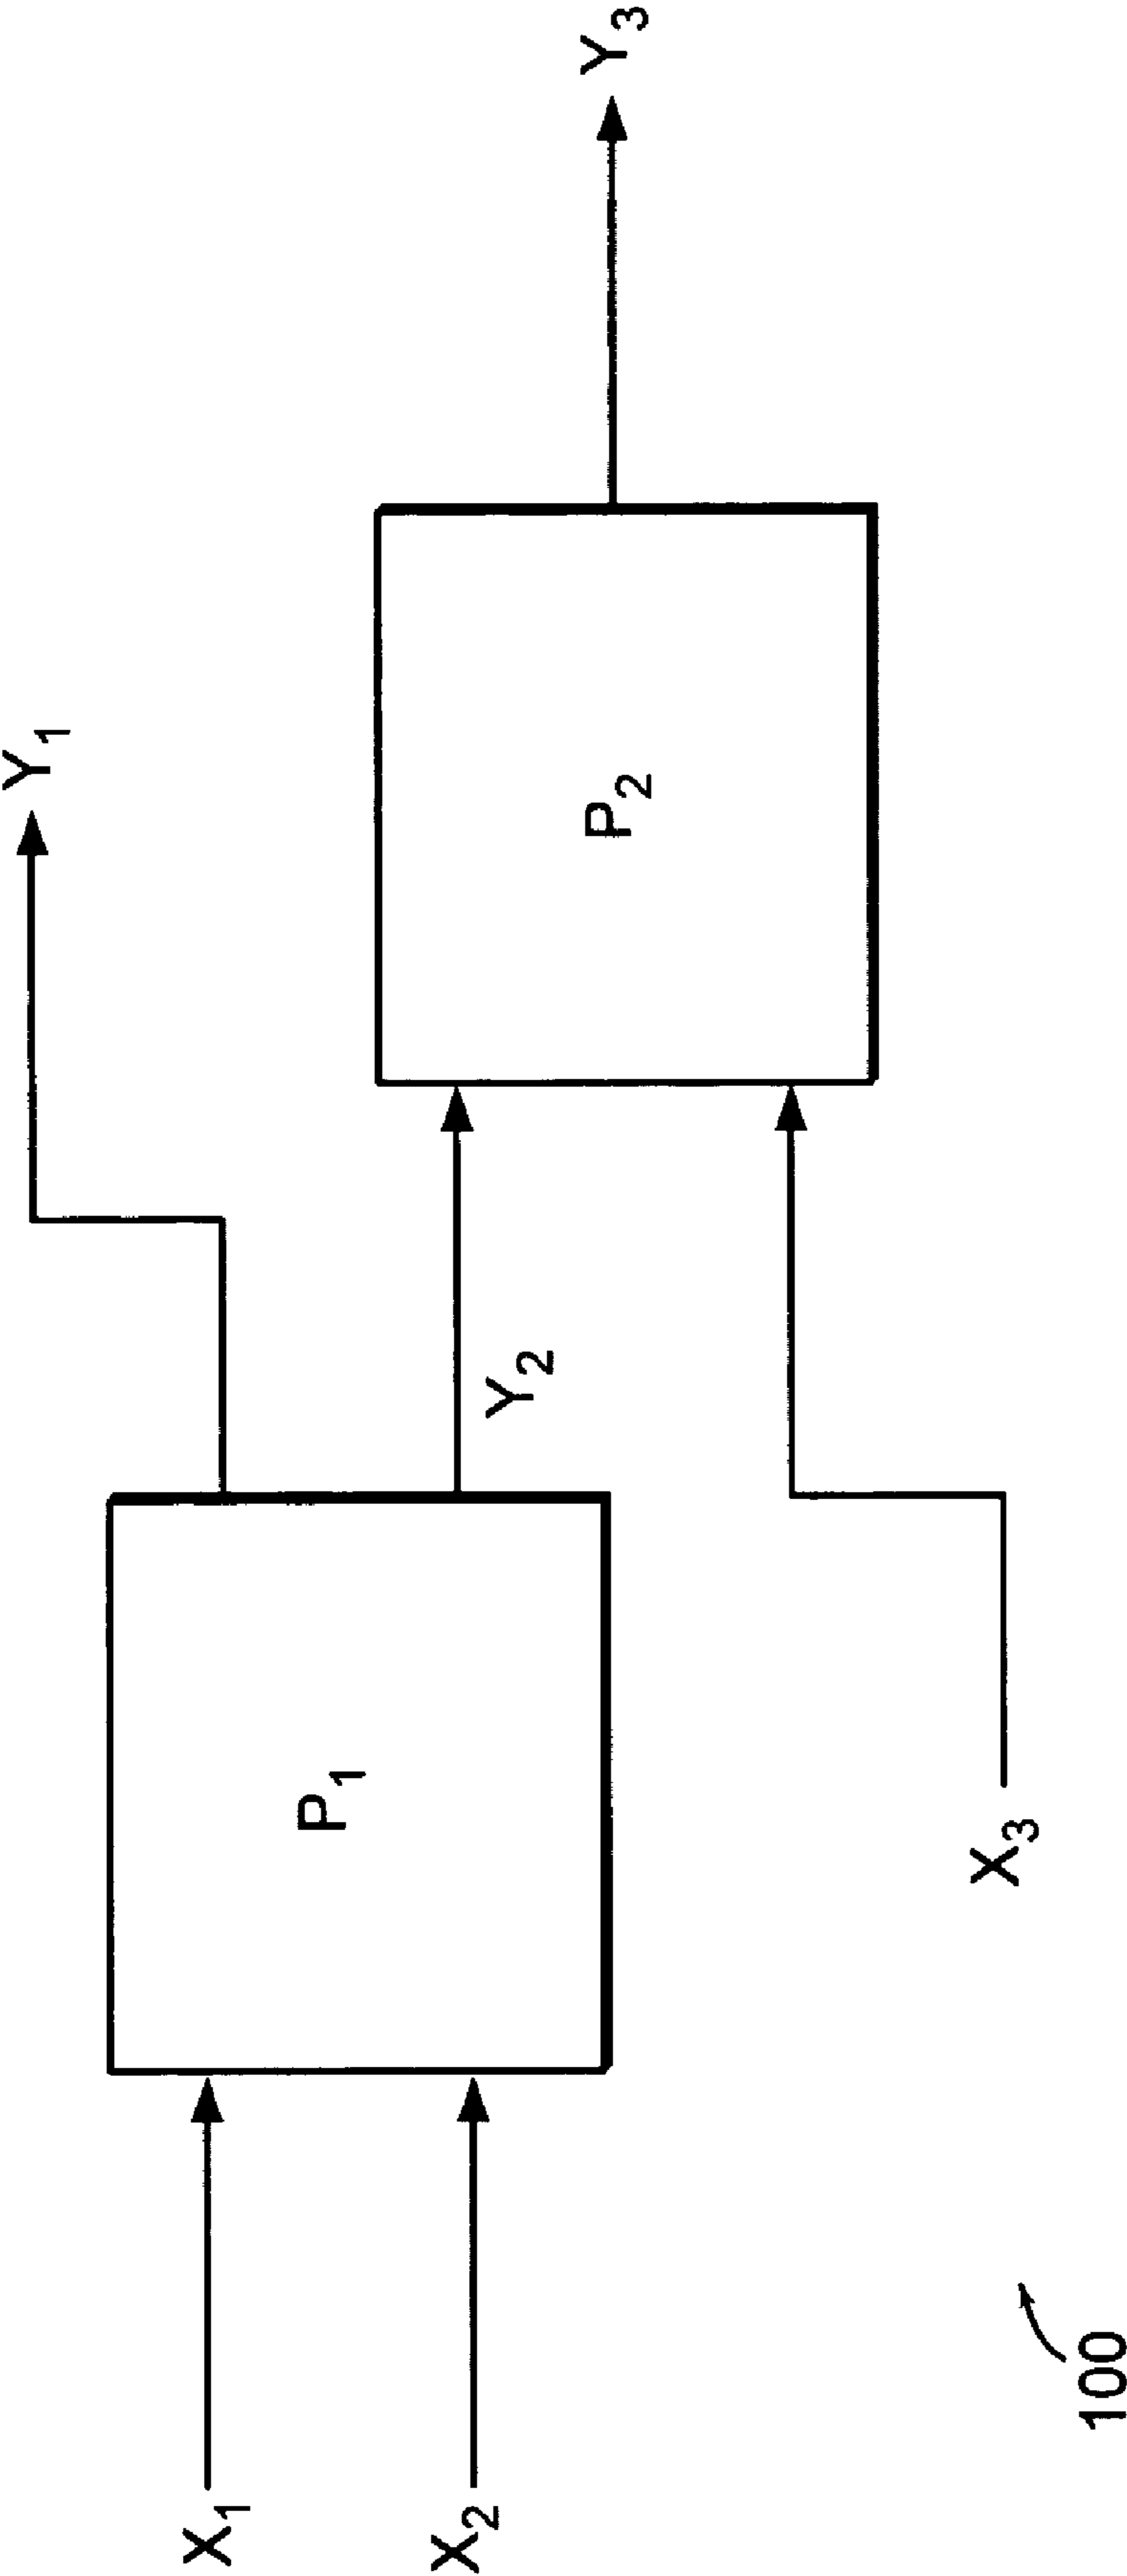 Y₁
X₁
P₁
Y₂
X₂
P₂
Y₃
X₃
100